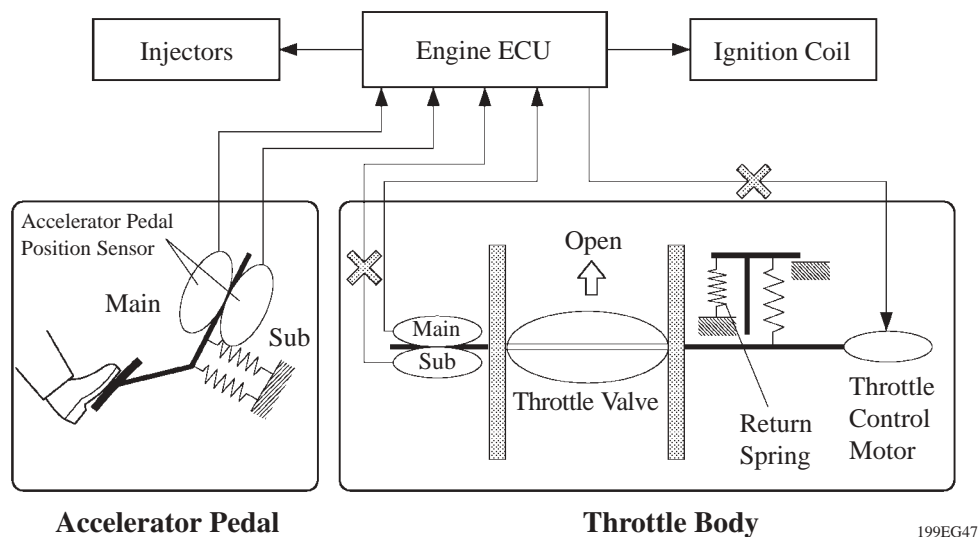 Injectors
Engine ECU
Ignition Coil
Accelerator Pedal
Position Sensor
Main
Sub
Open
Main
Sub
Throttle Valve
Return
Spring
Throttle
Control
Motor
Accelerator Pedal
Throttle Body
199EG47